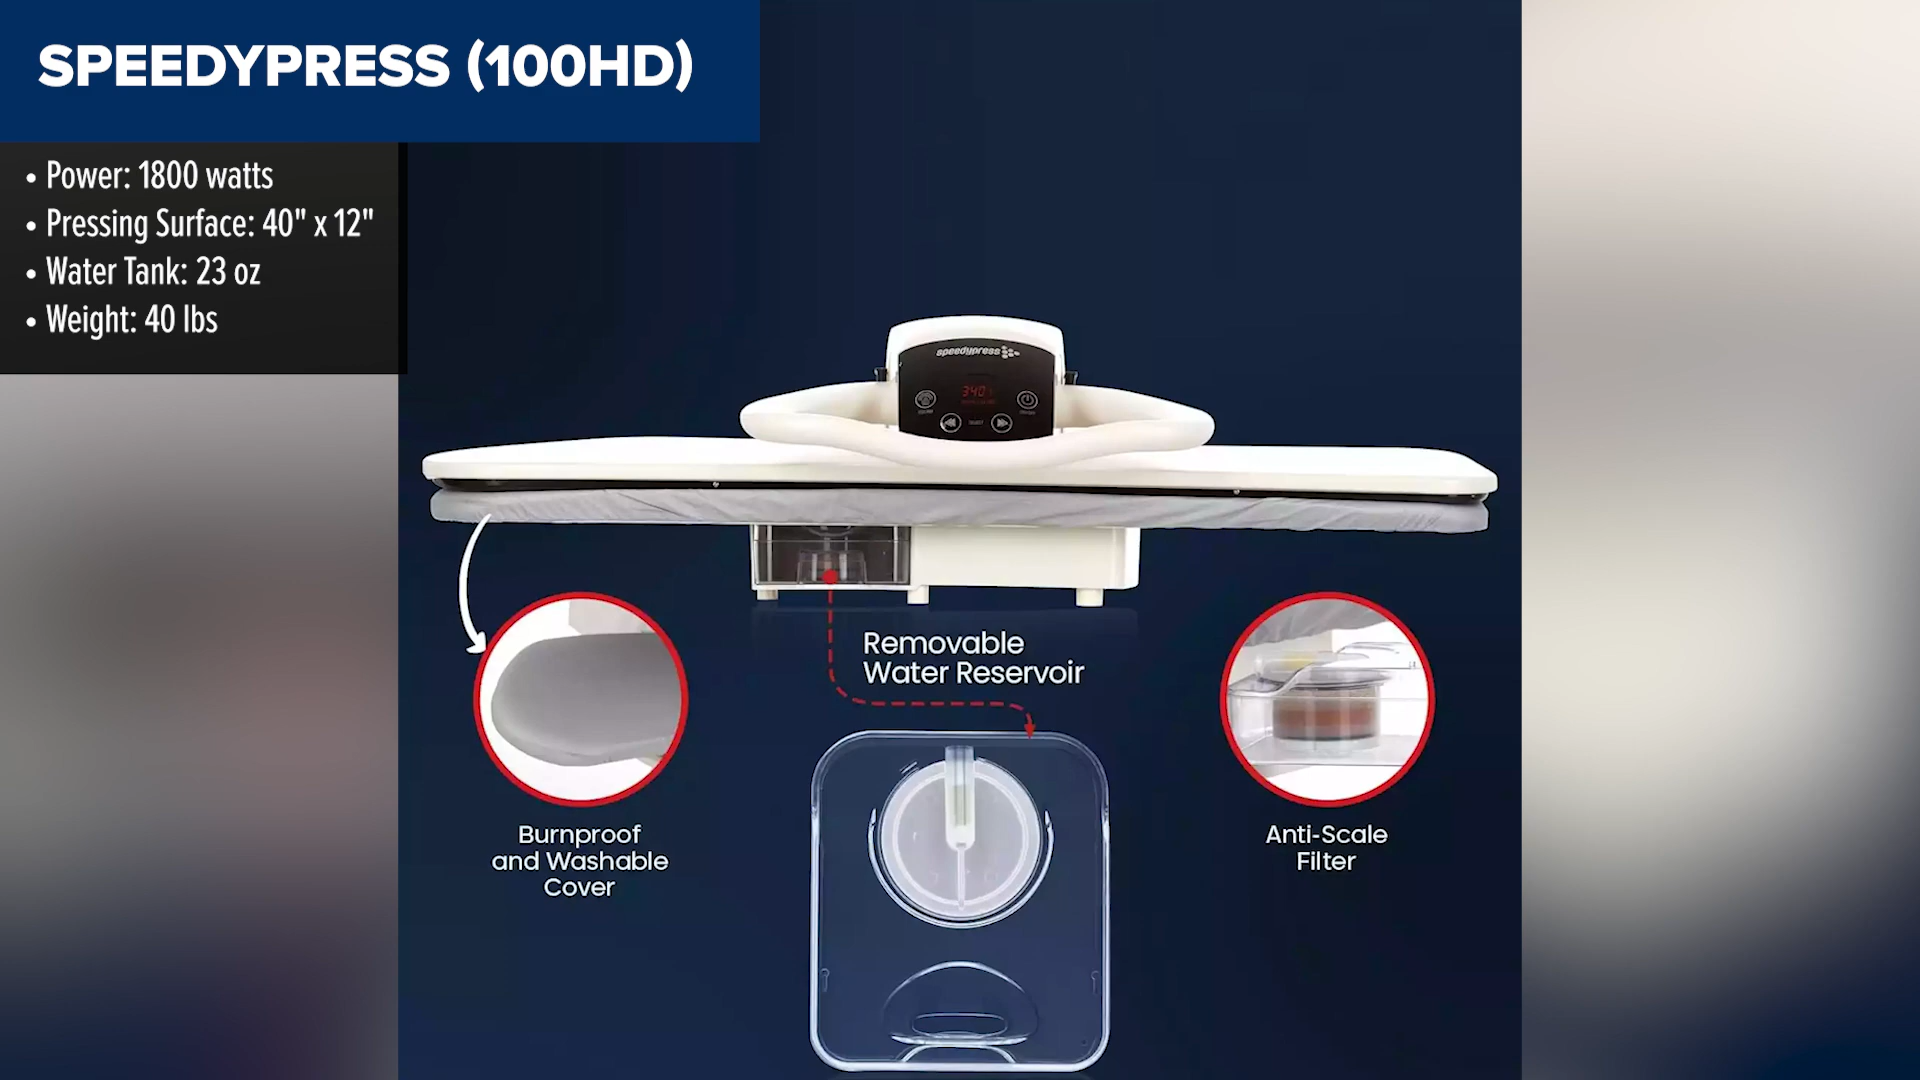 SPEEDYPRESS (100HD)
• Power: 1800 watts
• Pressing Surface: 40" x 12"
• Water Tank: 23 oz
• Weight: 40 lbs
speedypress
340
Removable
Water Reservoir
Burnproof
and Washable
Cover
Anti-Scale
Filter